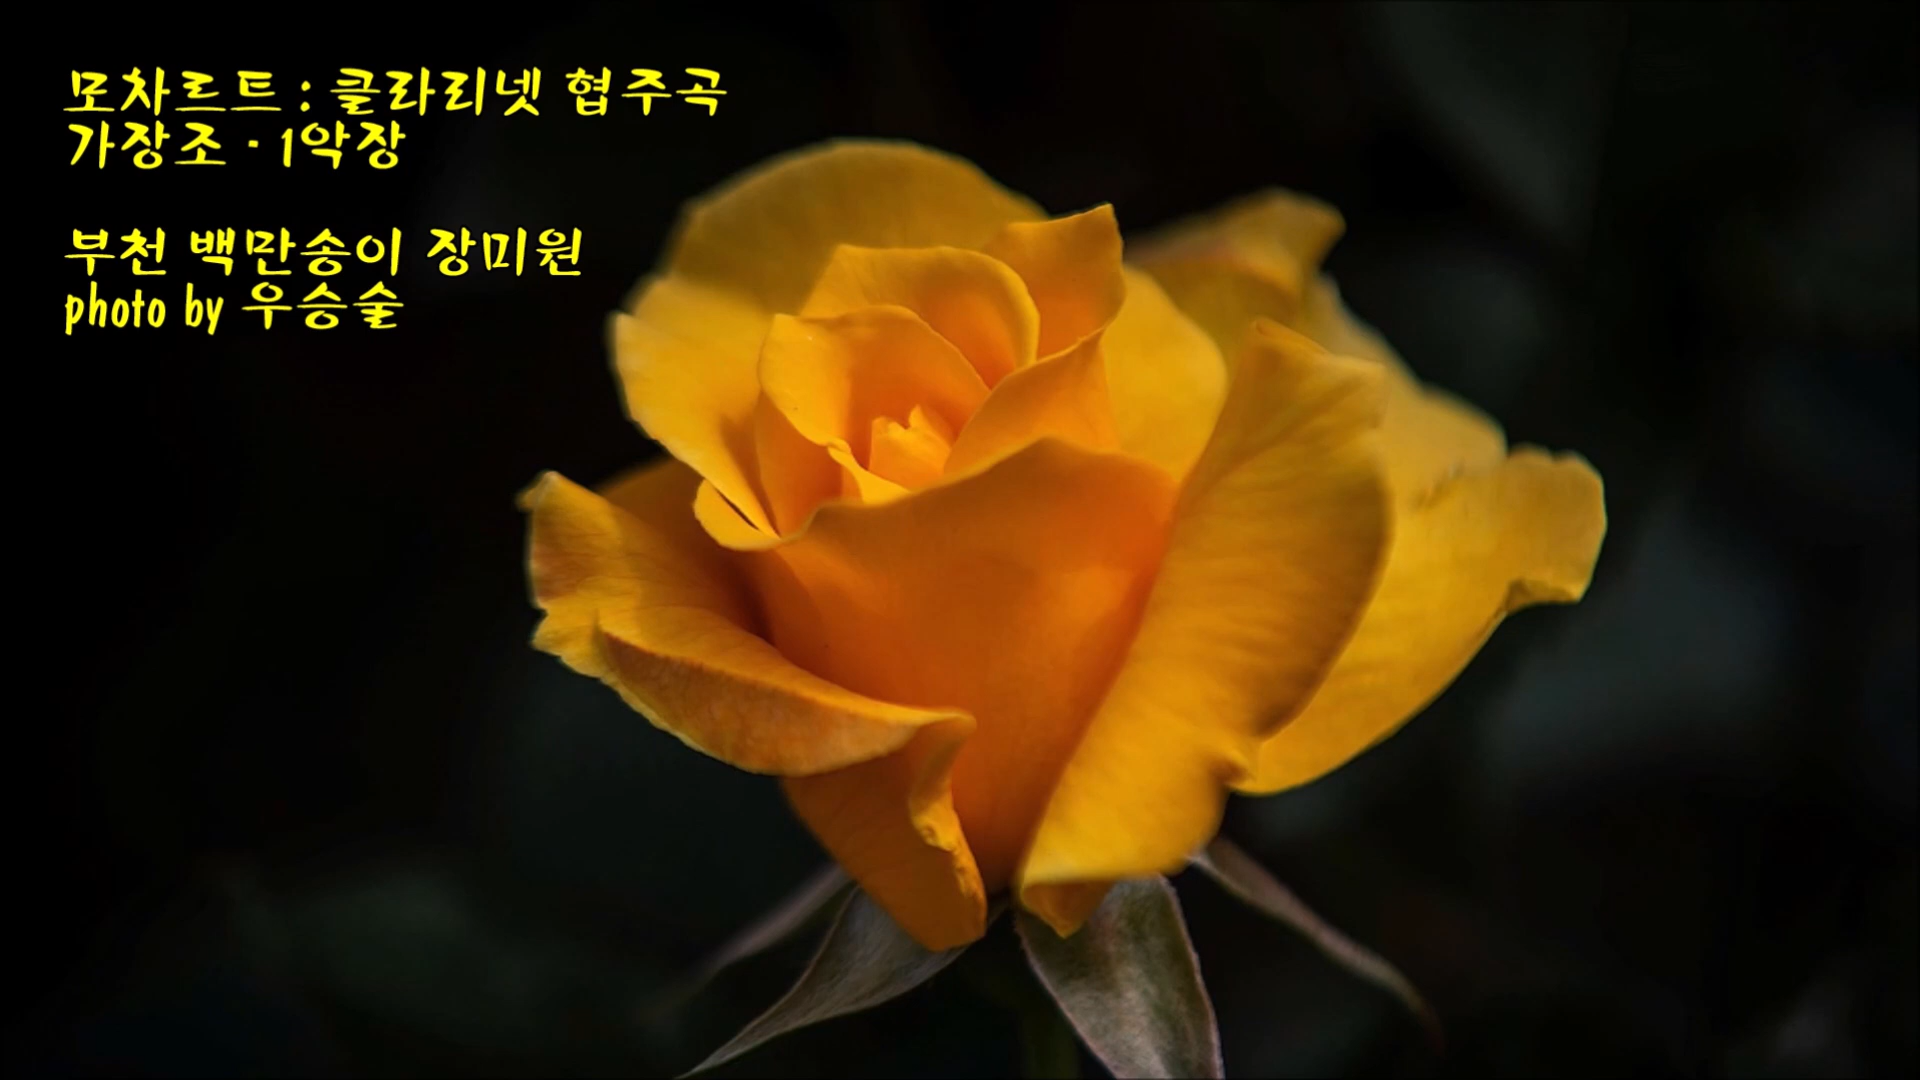 모차르트 : 클라리넷 협주곡
가장조 · 1악장
부천 백만송이 장미원
photo by 우승술